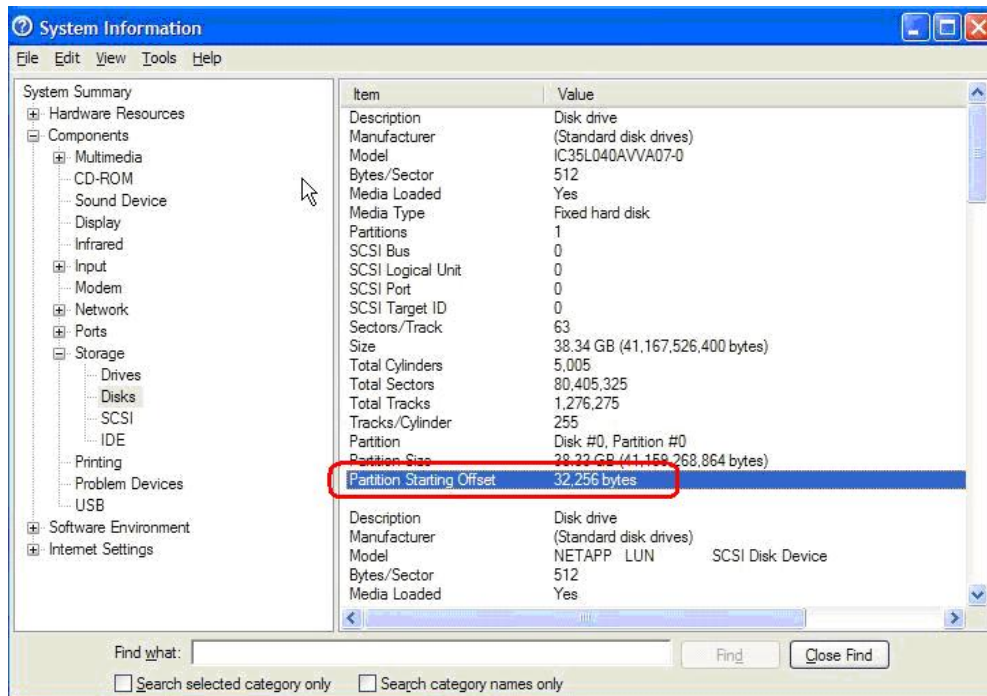 System Information
File Edit View Tools Help
System Summary
Hardware Resources
Components
Multimedia
CD-ROM
Sound Device
Display
Infrared
Input
Modem
Network
Ports
Storage
Drives
Disks
SCSI
IDE
Printing
Problem Devices
USB
Software Environment
Internet Settings
Item Value
Description Disk drive
Manufacturer (Standard disk drives)
Model IC35L040AVVA07-0
Bytes/Sector 512
Media Loaded Yes
Media Type Fixed hard disk
Partitions 1
SCSI Bus 0
SCSI Logical Unit 0
SCSI Port 0
SCSI Target ID 0
Sectors/Track 63
Size 38.34 GB (41,167,526,400 bytes)
Total Cylinders 5,005
Total Sectors 80,405,325
Total Tracks 1,276,275
Tracks/Cylinder 255
Partition Disk #0, Partition #0
Partition Size 38.33 GB (41,159,268,864 bytes)
Partition Starting Offset 32,256 bytes
Description Disk drive
Manufacturer (Standard disk drives)
Model NETAPP LUN SCSI Disk Device
Bytes/Sector 512
Media Loaded Yes
Find what: Find Close Find
Search selected category only Search category names only